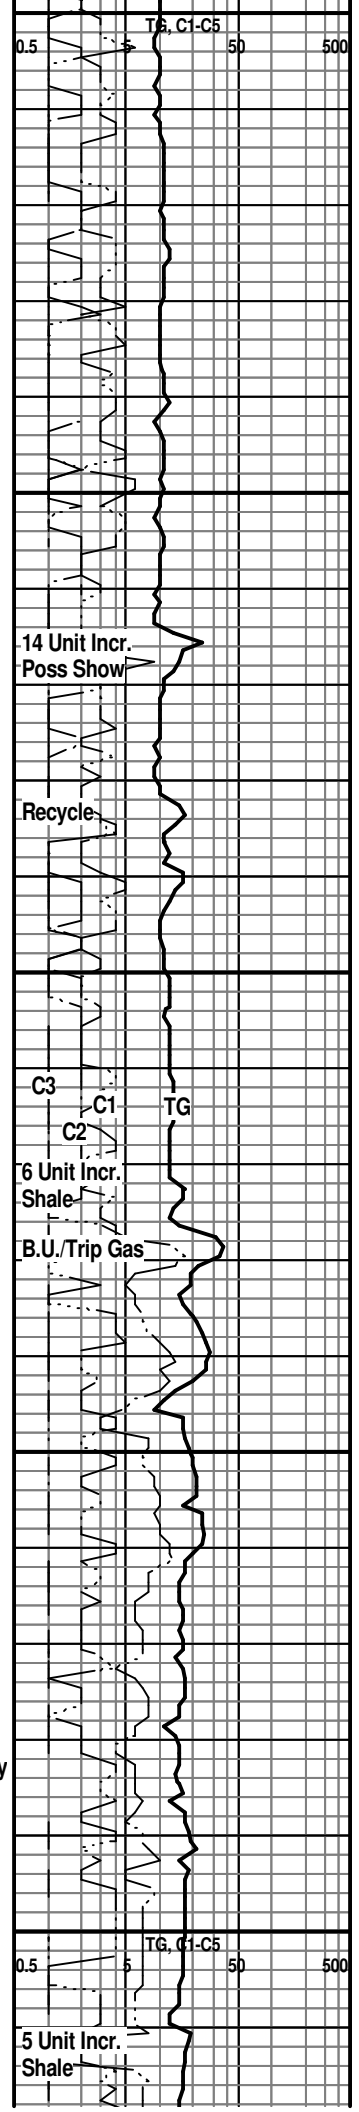 TG, C1-C5
0.5 5 50 500
14 Unit Incr.
Poss Show
Recycle
C3
C1 TG
C2
6 Unit Incr.
Shale
B.U./Trip Gas
y
TG, C1-C5
0.5 5 50 500
5 Unit Incr.
Shale